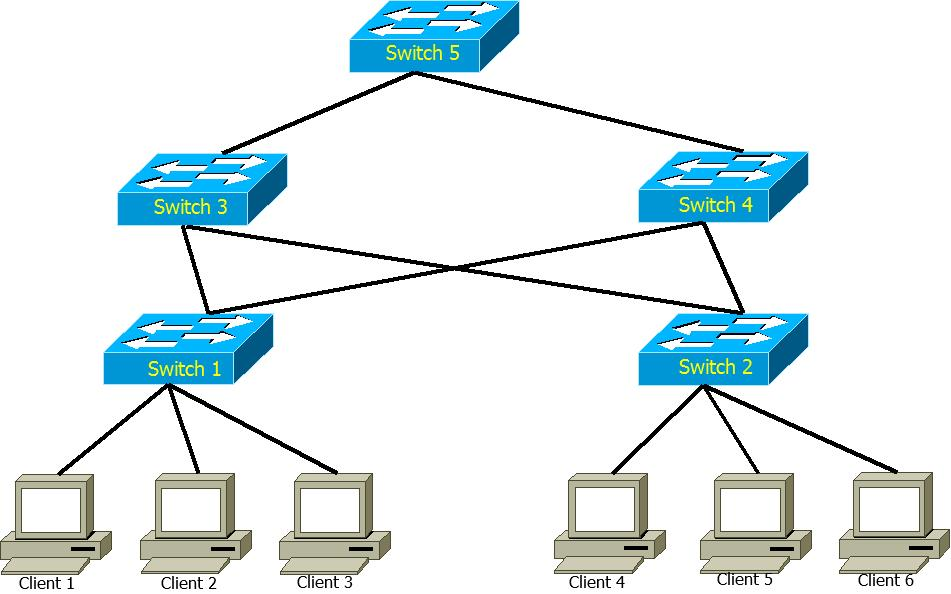 Switch 5
Switch 3
Switch 4
Switch 1
Switch 2
Client 1
Client 2
Client 3
Client 4
Client 5
Client 6